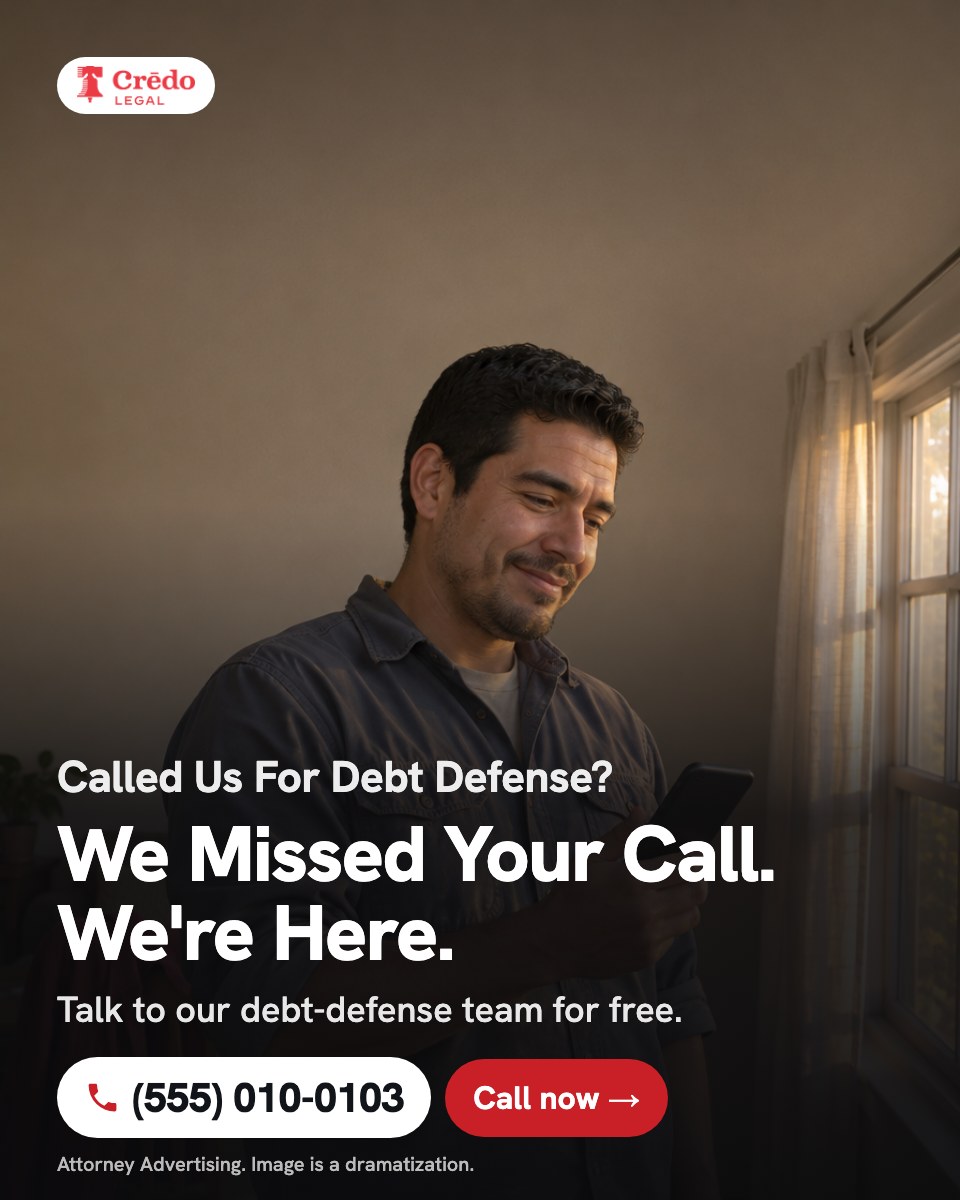 Crēdo
LEGAL
Called Us For Debt Defense?
We Missed Your Call.
We're Here.
Talk to our debt-defense team for free.
(555) 010-0103
Call now →
Attorney Advertising. Image is a dramatization.